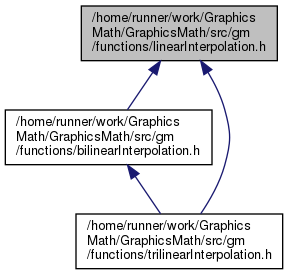 /home/runner/work/Graphics
Math/GraphicsMath/src/gm
/functions/linearInterpolation.h
/home/runner/work/Graphics
Math/GraphicsMath/src/gm
/functions/bilinearInterpolation.h
/home/runner/work/Graphics
Math/GraphicsMath/src/gm
/functions/trilinearInterpolation.h